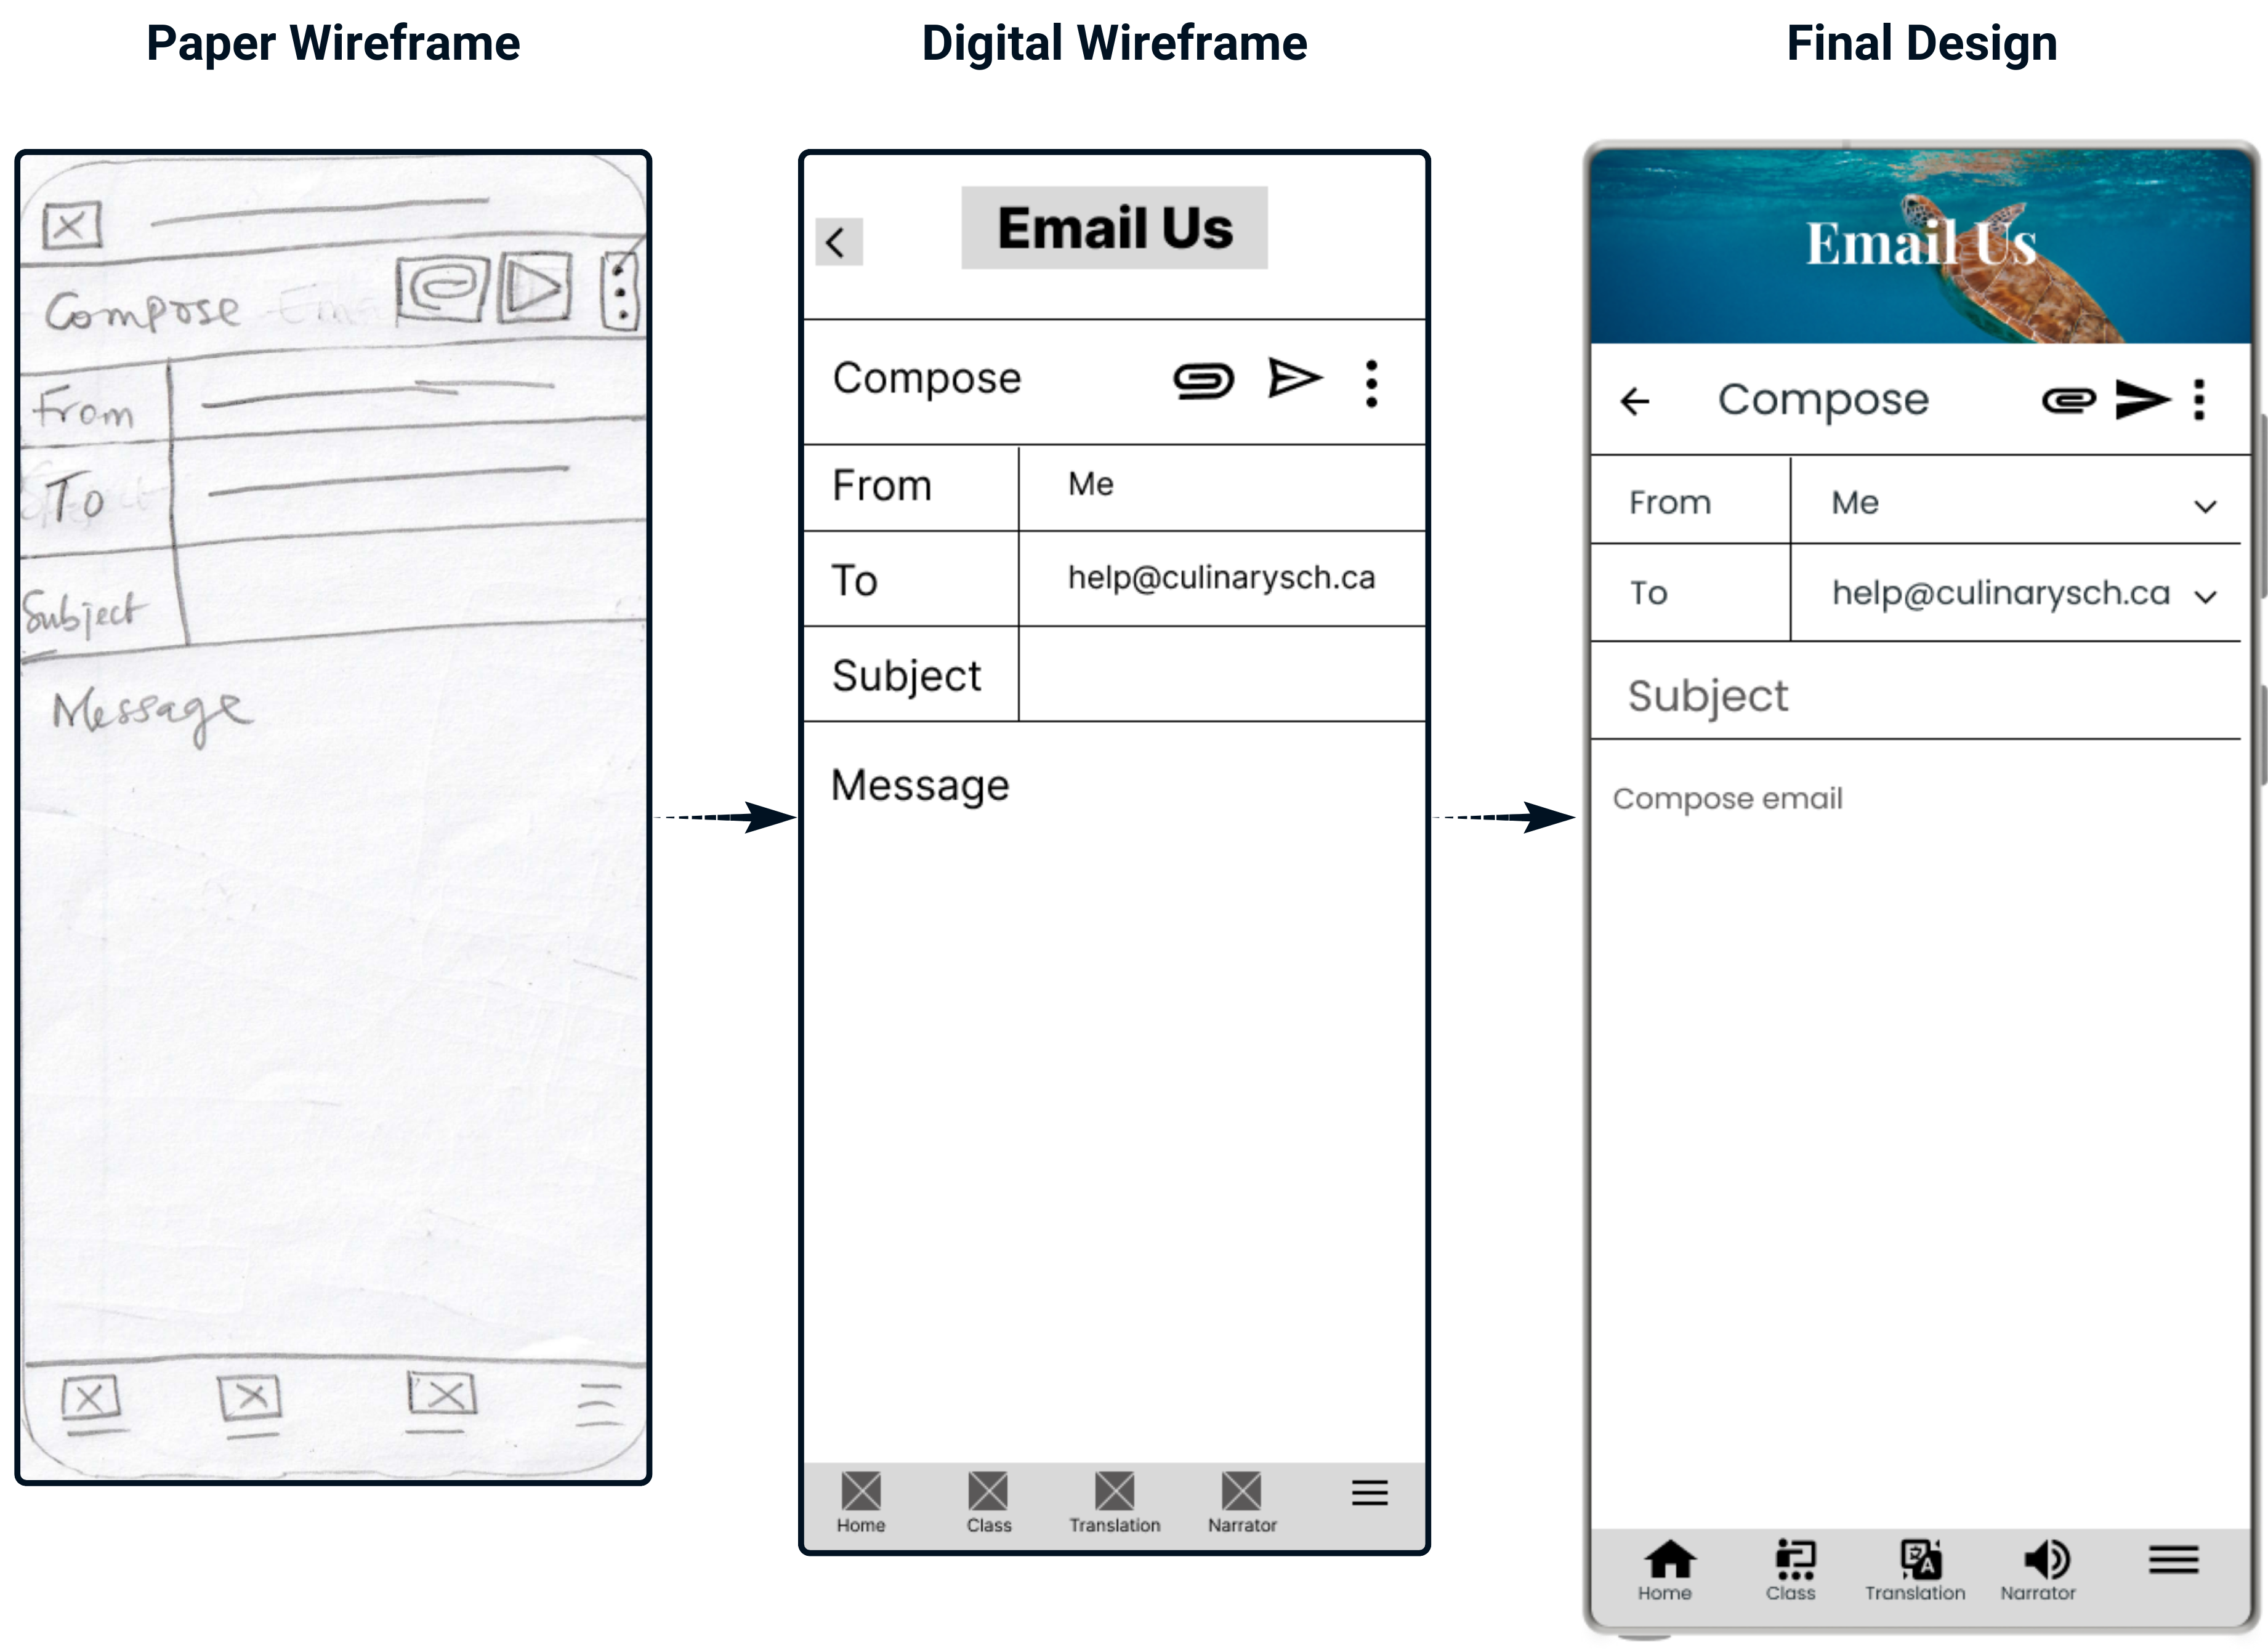 Paper Wireframe
Compose
From
To
Subject
Message
Digital Wireframe
Email Us
Compose
From Me
To help@culinarysch.ca
Subject
Message
Home Class Translation Narrator
Final Design
Email Us
Compose
From Me
To help@culinarysch.ca
Subject
Compose email
Home Class Translation Narrator